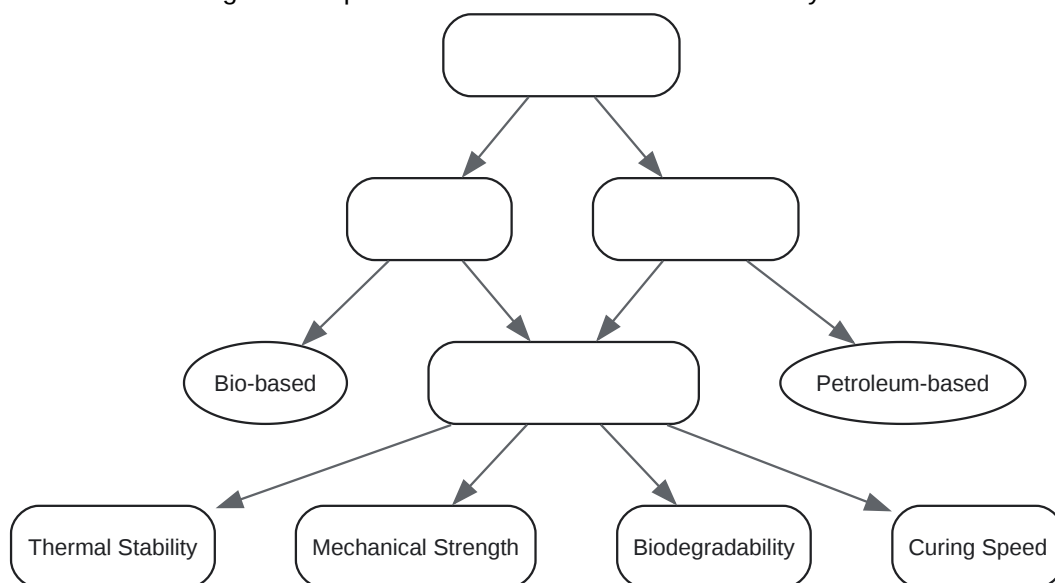 Bio-based
Petroleum-based
Thermal Stability
Mechanical Strength
Biodegradability
Curing Speed